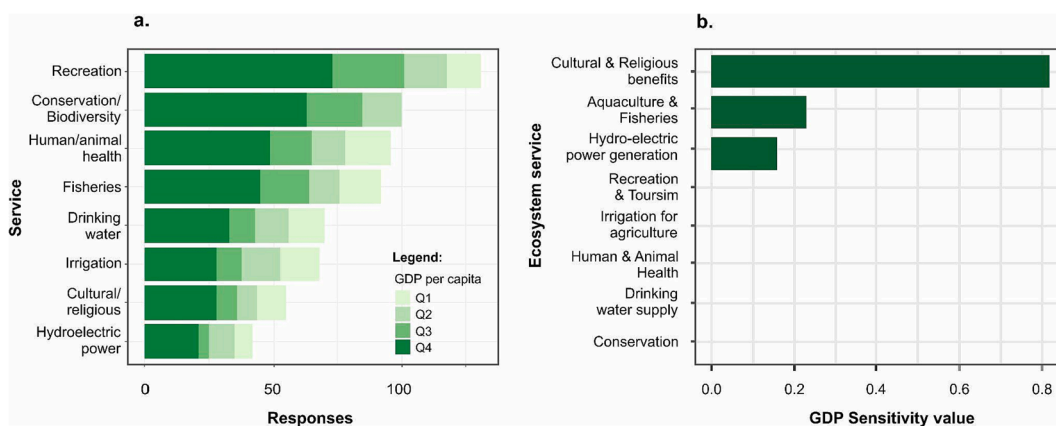 a.
Service
Recreation
Conservation/
Biodiversity
Human/animal
health
Fisheries
Drinking
water
Irrigation
Cultural/
religious
Hydroelectric
power
Legend:
GDP per capita
Q1
Q2
Q3
Q4
0
50
100
Responses
b.
Ecosystem service
Cultural & Religious
benefits
Aquaculture &
Fisheries
Hydro-electric
power generation
Recreation
& Toursim
Irrigation for
agriculture
Human & Animal
Health
Drinking
water supply
Conservation
0.0
0.2
0.4
0.6
0.8
GDP Sensitivity value